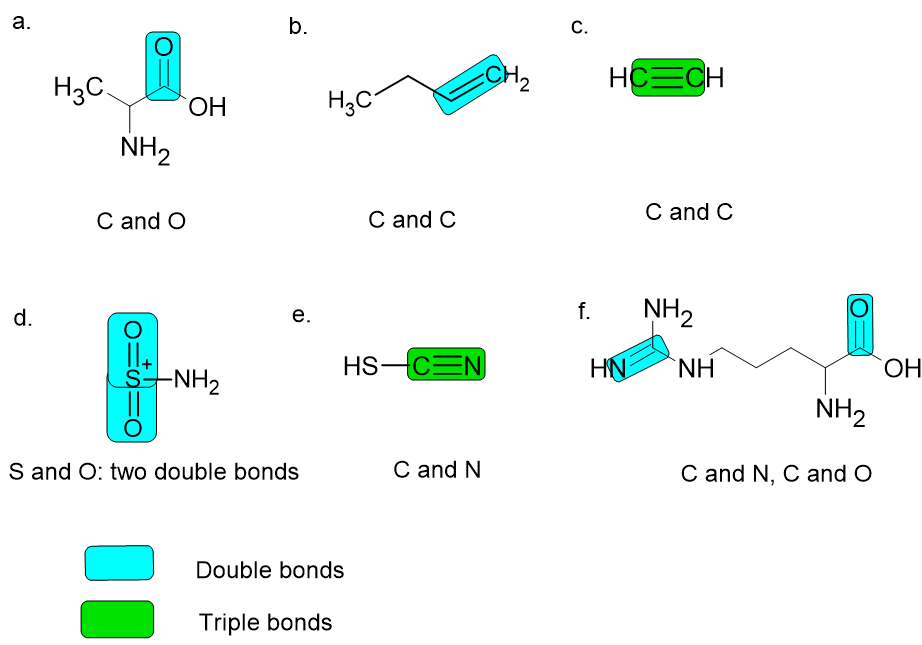 a.
b.
c.
O
H₃C
OH
NH₂
H₃C
CH₂
HC≡CH
C and O
C and C
C and C
d.
e.
f.
O
S⁺
NH₂
O
HS
C≡N
NH₂
HN
NH
O
OH
NH₂
S and O: two double bonds
C and N
C and N, C and O
Double bonds
Triple bonds